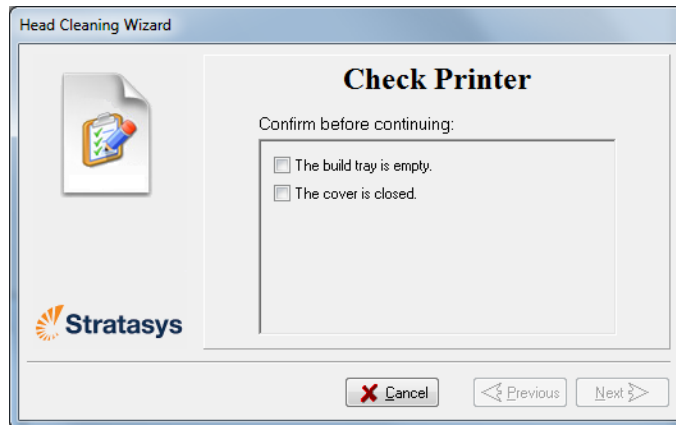 Head Cleaning Wizard
Check Printer
Confirm before continuing:
The build tray is empty.
The cover is closed.
Stratasys
Cancel
Previous
Next